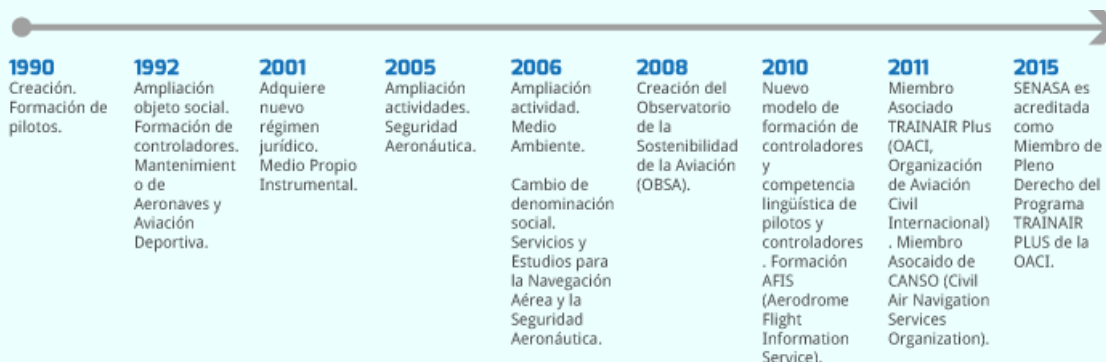 1990
Creación.
Formación de
pilotos.
1992
Ampliación
objeto social.
Formación de
controladores.
Mantenimient
o de
Aeronaves y
Aviación
Deportiva.
2001
Adquiere
nuevo
régimen
jurídico.
Medio Propio
Instrumental.
2005
Ampliación
actividades.
Seguridad
Aeronáutica.
2006
Ampliación
actividad.
Medio
Ambiente.
Cambio de
denominación
social.
Servicios y
Estudios para
la Navegación
Aérea y la
Seguridad
Aeronáutica.
2008
Creación del
Observatorio
de la
Sostenibilidad
de la Aviación
(OBSA).
2010
Nuevo
modelo de
formación de
controladores
y
competencia
lingüística de
pilotos y
controladores
. Formación
AFIS
(Aerodrome
Flight
Information
Service).
2011
Miembro
Asociado
TRAINAIR Plus
(OACI,
Organización
de Aviación
Civil
Internacional)
. Miembro
Asocaido de
CANSO (Civil
Air Navigation
Services
Organization).
2015
SENASA es
acreditada
como
Miembro de
Pleno
Derecho del
Programa
TRAINAIR
PLUS de la
OACI.